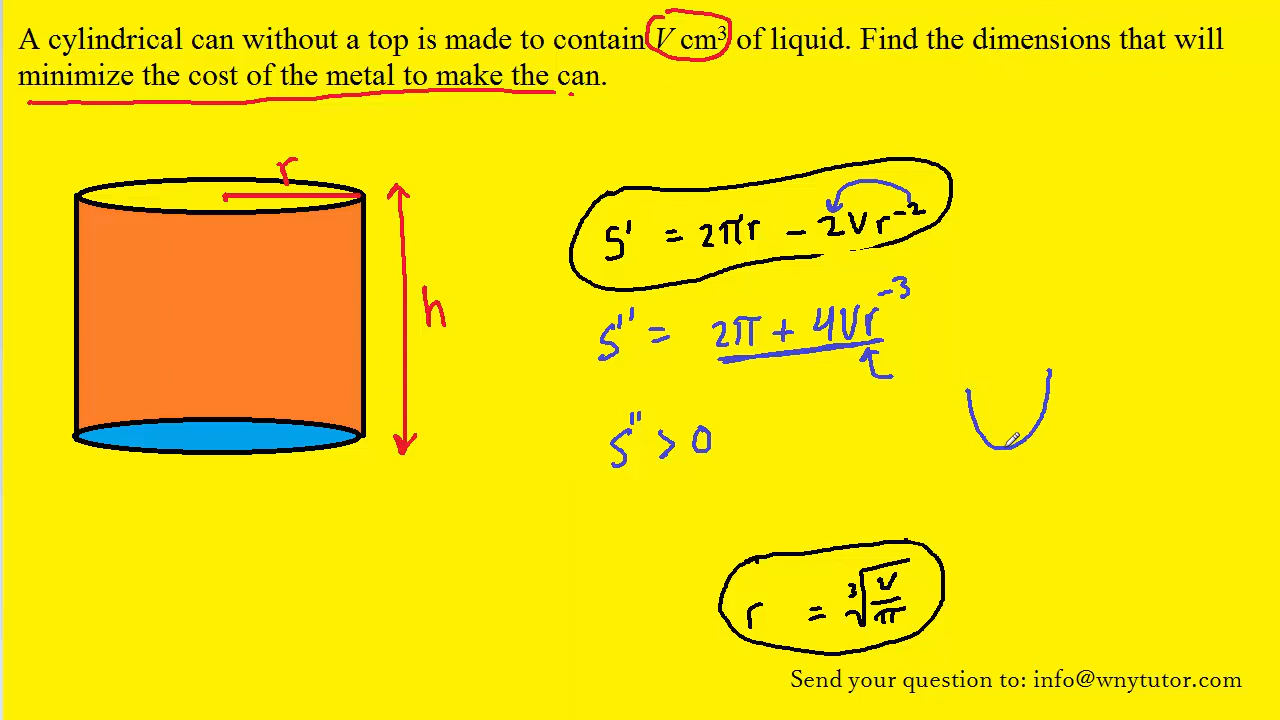 A cylindrical can without a top is made to contain V cm³ of liquid. Find the dimensions that will
minimize the cost of the metal to make the can.
r
h
S' = 2πr − 2Vr⁻²
S'' = 2π + 4Vr⁻³
S'' > 0
r = ³√(V/π)
Send your question to: info@wnytutor.com